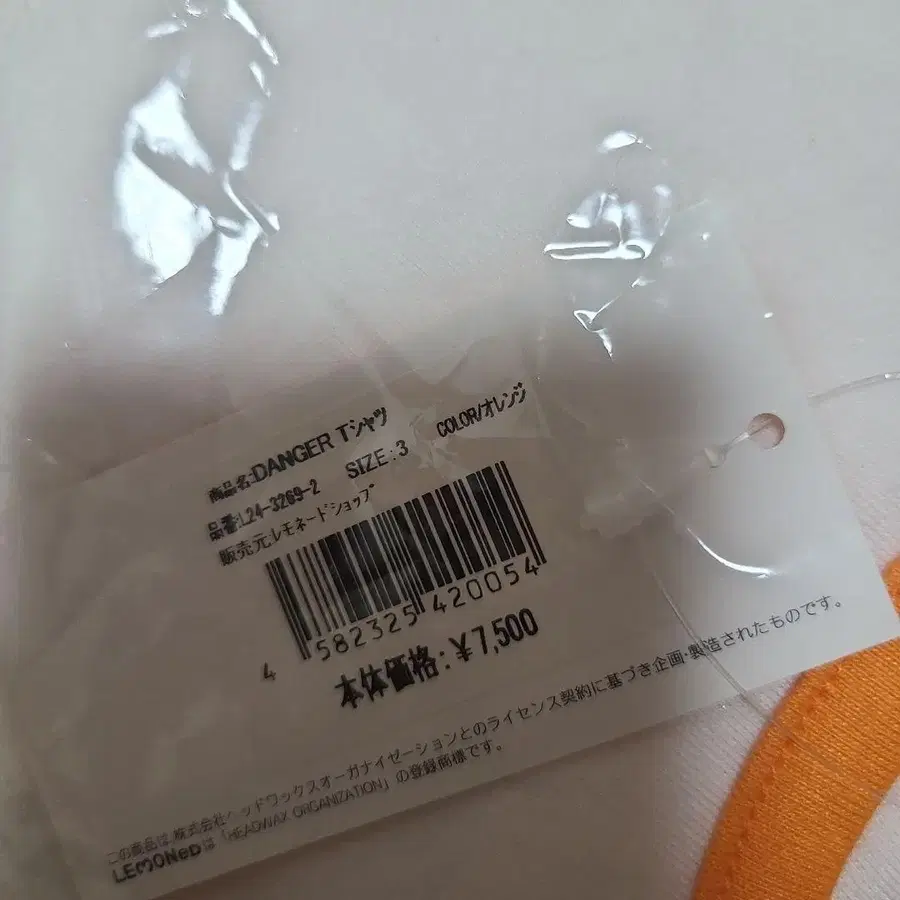 商品名:DANGER Tシャツ
品番:L24-3269-2 SIZE:3 COLOR/オレンジ
販売元:レモネードショップ
4 582325 420054
本体価格:¥7,500
この商品は、株式会社ヘッドワックスオーガナイゼーションとのライセンス契約に基づき企画・製造されたものです。
LEMONeDは「HEADWAX ORGANIZATION」の登録商標です。